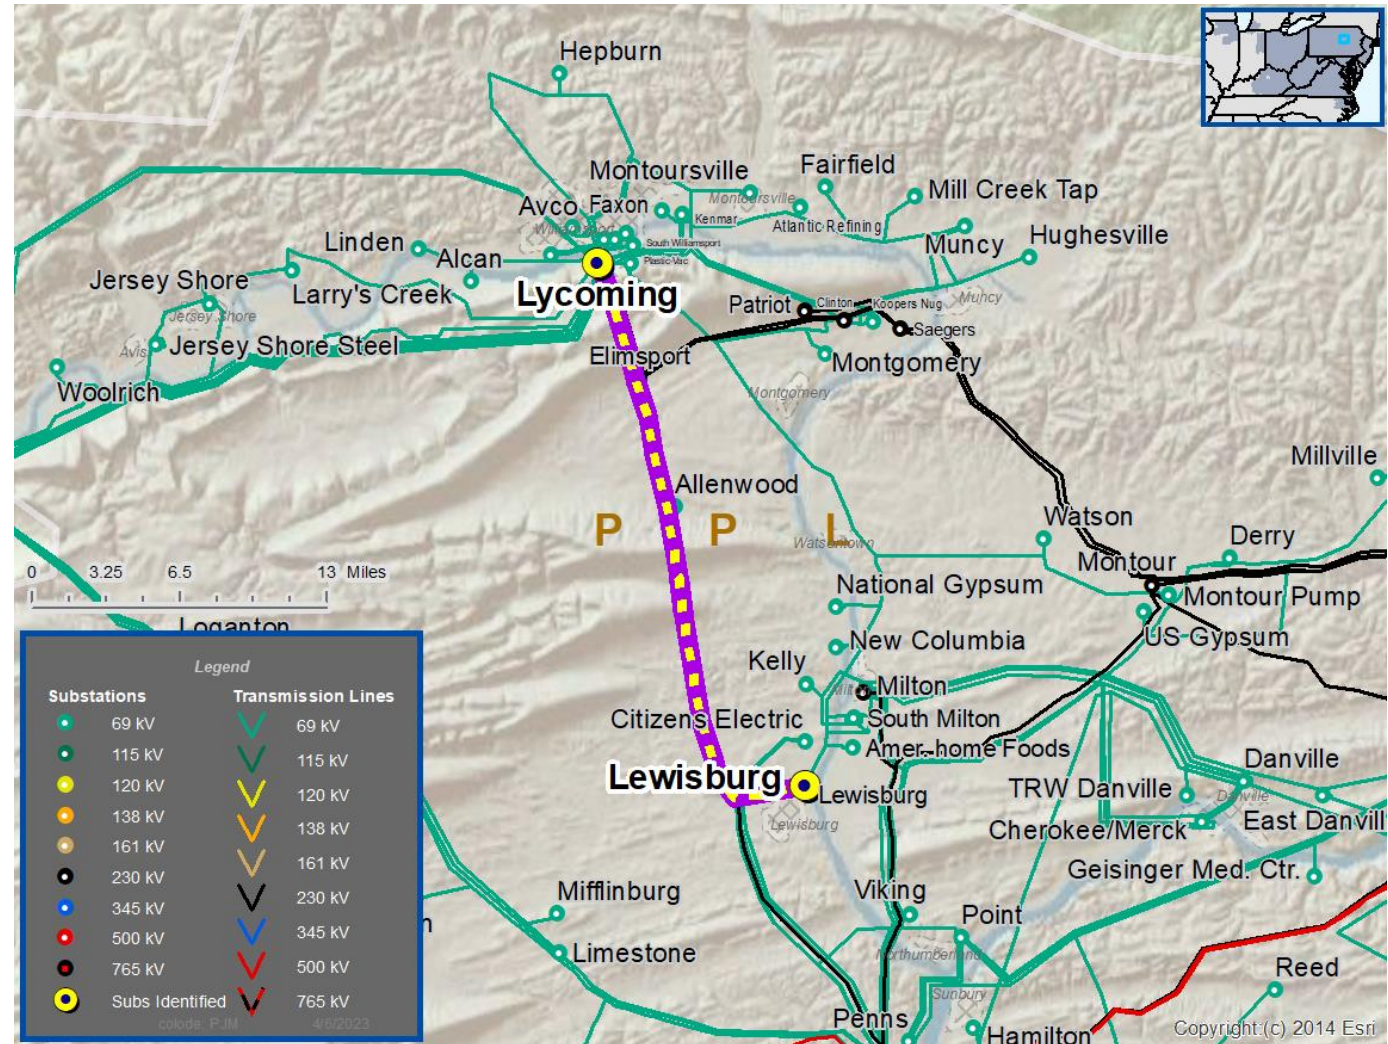 Hepburn
Montoursville
Fairfield
Mill Creek Tap
Montoursville
Avco
Faxon
Kenmar
Williamsport
Atlantic Refining
Linden
South Williamsport
Muncy
Hughesville
Alcan
Plastic Vac
Jersey Shore
Larry's Creek
Lycoming
Patriot
Clinton
Koopers Nug
Muncy
Jersey Shore
Saegers
Avis
Jersey Shore Steel
Elimsport
Montgomery
Woolrich
Montgomery
Millville
Allenwood
P P L
Watson
Derry
Watsontown
Montour
0 3.25 6.5 13 Miles
National Gypsum
Montour Pump
Loganton
US Gypsum
New Columbia
Kelly
Milton
Milton
Citizens Electric
South Milton
Amer-home Foods
Danville
Lewisburg
Lewisburg
TRW Danville
Danville
Lewisburg
Cherokee/Merck
East Danvill
Geisinger Med. Ctr.
Mifflinburg
Viking
Point
n
Limestone
Northumberland
Reed
Sunbury
Penns
Hamilton
Copyright:(c) 2014 Esri
Legend
Substations Transmission Lines
69 kV 69 kV
115 kV 115 kV
120 kV 120 kV
138 kV 138 kV
161 kV 161 kV
230 kV 230 kV
345 kV 345 kV
500 kV 500 kV
765 kV 765 kV
Subs Identified
colode: PJM 4/6/2023